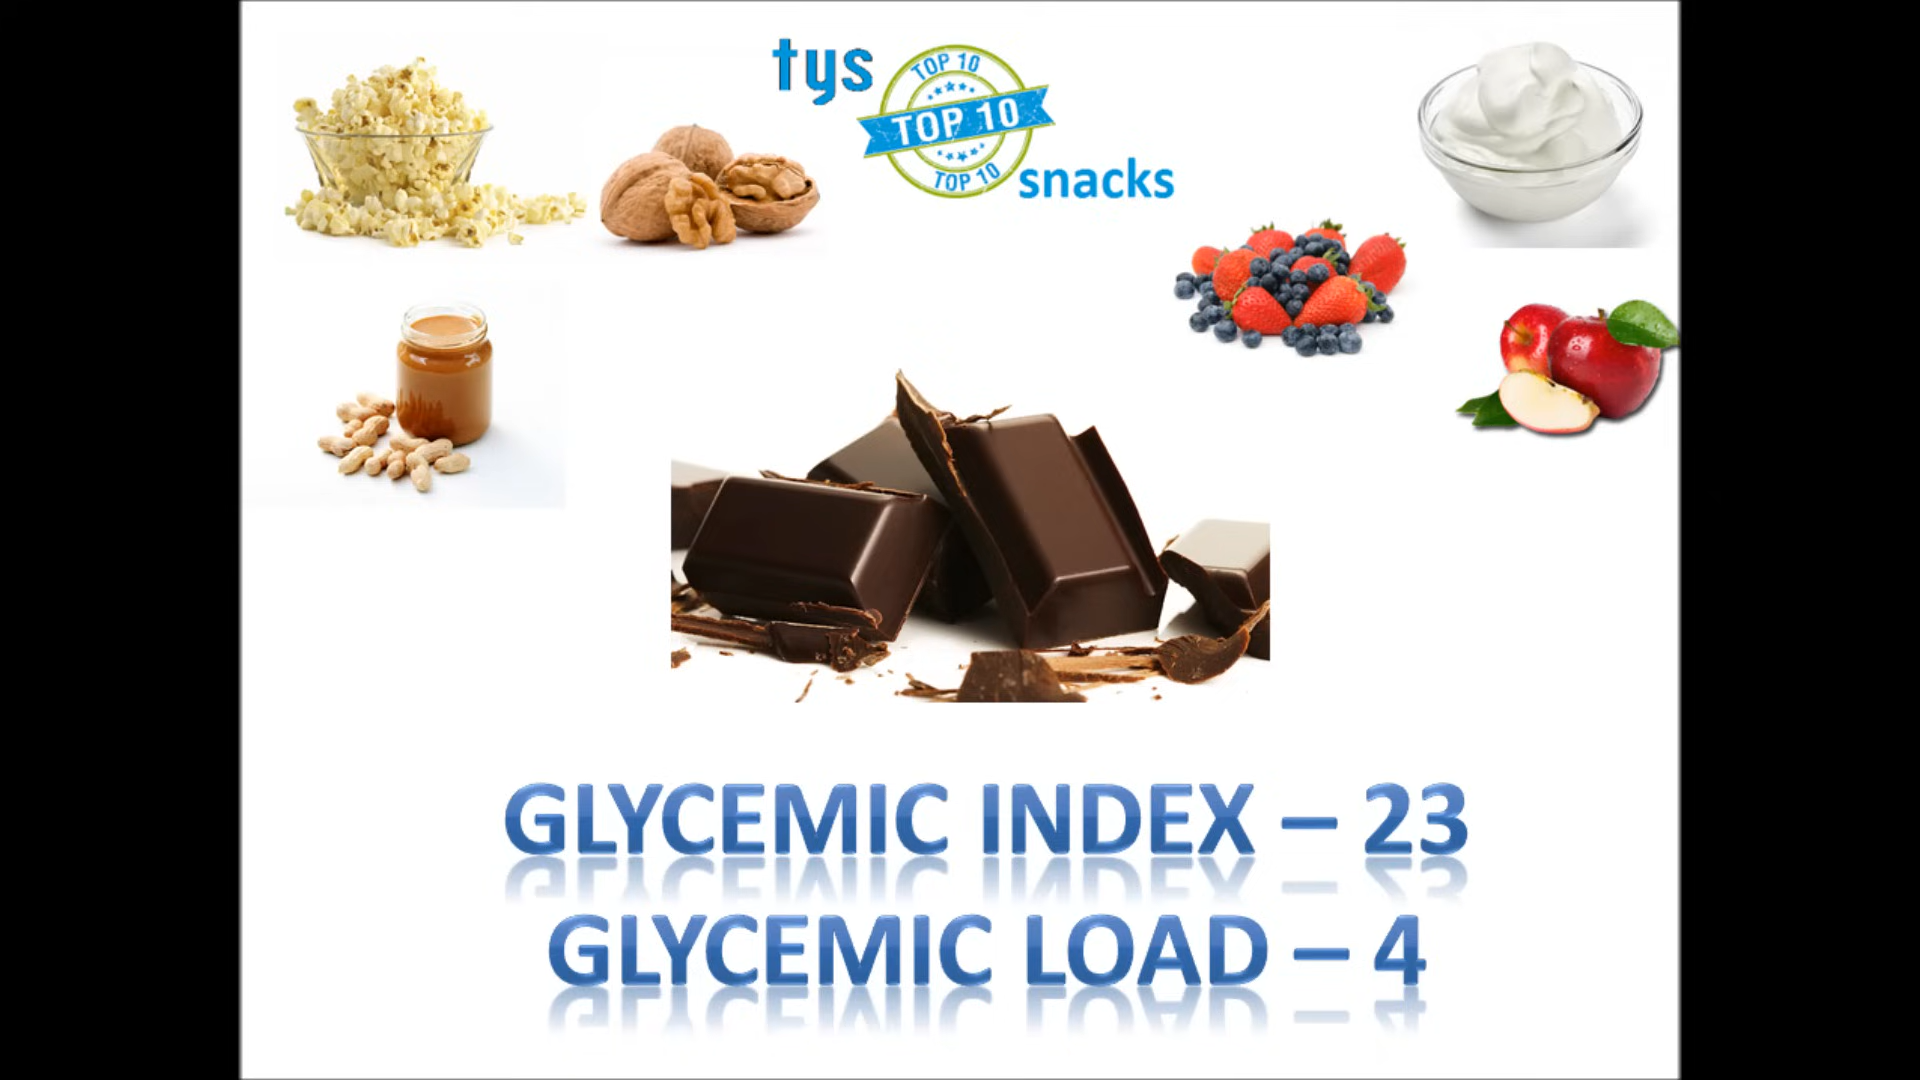 tys
TOP 10
TOP 10
TOP 10
snacks
GLYCEMIC INDEX – 23
GLYCEMIC LOAD – 4